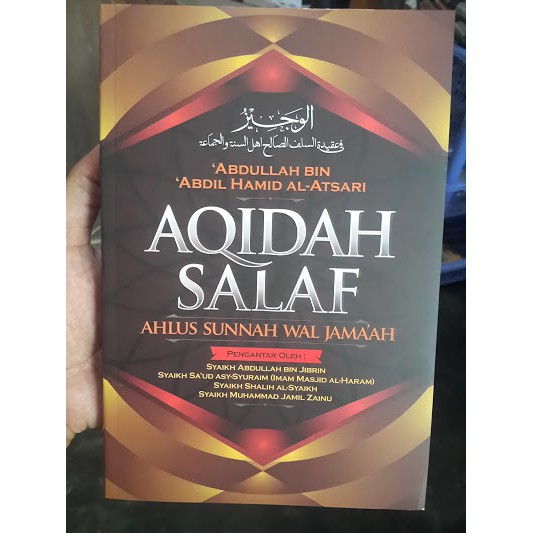 الوجيز
في عقيدة السلف الصالح اهل السنة والجماعة
'ABDULLAH BIN
'ABDIL HAMID AL-ATSARI
AQIDAH
SALAF
AHLUS SUNNAH WAL JAMA'AH
PENGANTAR OLEH :
SYAIKH ABDULLAH BIN JIBRIN
SYAIKH SA'UD ASY-SYURAIM (IMAM MASJID AL-HARAM)
SYAIKH SHALIH AL-SYAIKH
SYAIKH MUHAMMAD JAMIL ZAINU